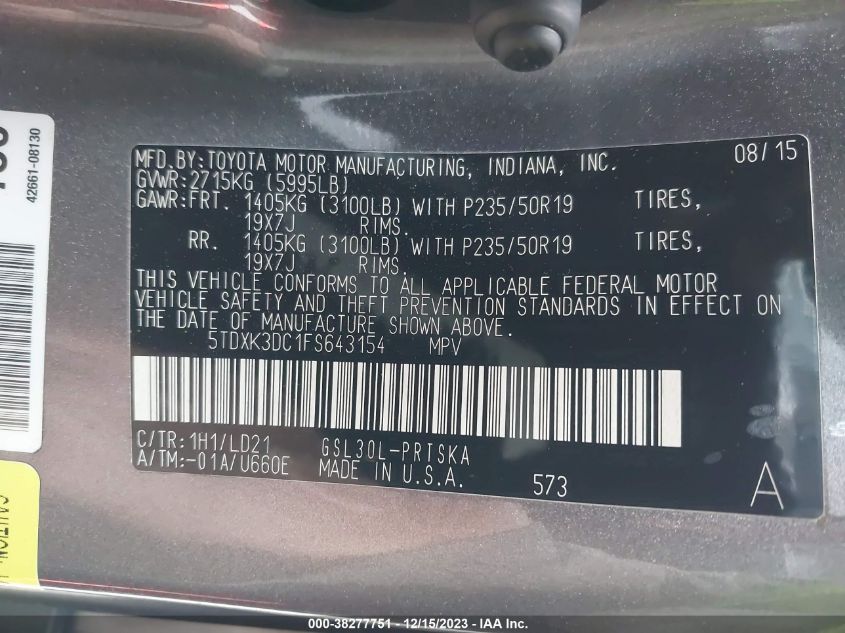 42661-08130
MFD.BY:TOYOTA MOTOR MANUFACTURING, INDIANA, INC. 08/15
GVWR:2715KG (5995LB)
GAWR:FRT. 1405KG (3100LB) WITH P235/50R19 TIRES,
19X7J RIMS.
RR. 1405KG (3100LB) WITH P235/50R19 TIRES,
19X7J RIMS.
THIS VEHICLE CONFORMS TO ALL APPLICABLE FEDERAL MOTOR
VEHICLE SAFETY AND THEFT PREVENTION STANDARDS IN EFFECT ON
THE DATE OF MANUFACTURE SHOWN ABOVE.
5TDXK3DC1FS643154 MPV
C/TR:1H1/LD21 GSL30L-PRTSKA
A/TM:-01A/U660E MADE IN U.S.A.
573 A
CAUTION
000-38277751 - 12/15/2023 - IAA Inc.